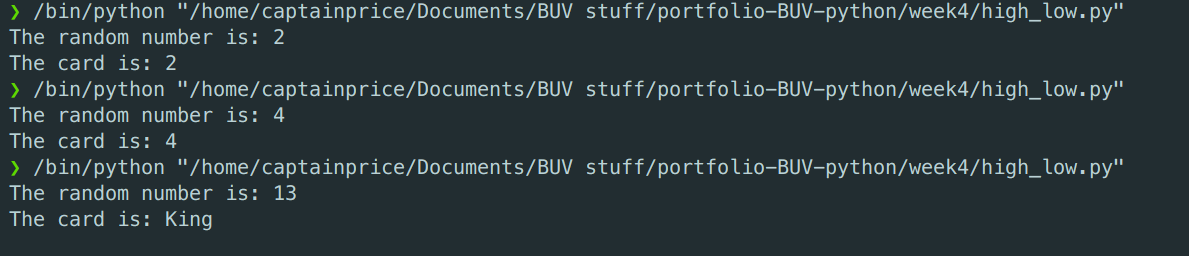 ❯ /bin/python "/home/captainprice/Documents/BUV stuff/portfolio-BUV-python/week4/high_low.py"
The random number is: 2
The card is: 2
❯ /bin/python "/home/captainprice/Documents/BUV stuff/portfolio-BUV-python/week4/high_low.py"
The random number is: 4
The card is: 4
❯ /bin/python "/home/captainprice/Documents/BUV stuff/portfolio-BUV-python/week4/high_low.py"
The random number is: 13
The card is: King